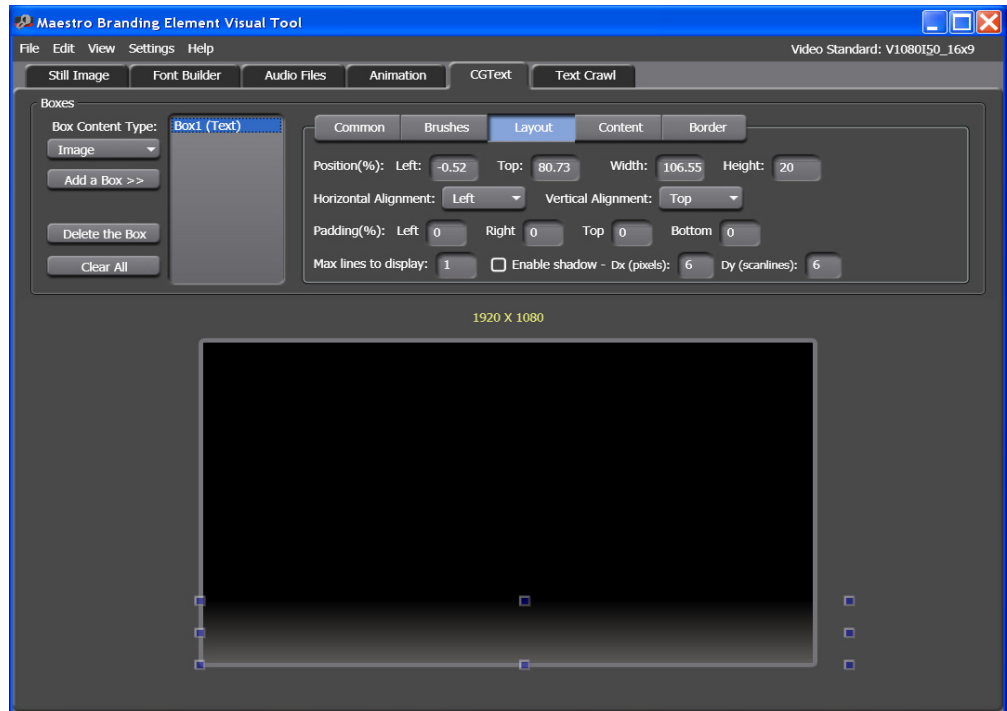 Maestro Branding Element Visual Tool
File Edit View Settings Help Video Standard: V1080I50_16x9
Still Image Font Builder Audio Files Animation CGText Text Crawl
Boxes
Box Content Type: Box1 (Text) Common Brushes Layout Content Border
Image
Position(%): Left: -0.52 Top: 80.73 Width: 106.55 Height: 20
Add a Box >>
Horizontal Alignment: Left Vertical Alignment: Top
Delete the Box Padding(%): Left 0 Right 0 Top 0 Bottom 0
Clear All Max lines to display: 1 Enable shadow - Dx (pixels): 6 Dy (scanlines): 6
1920 X 1080